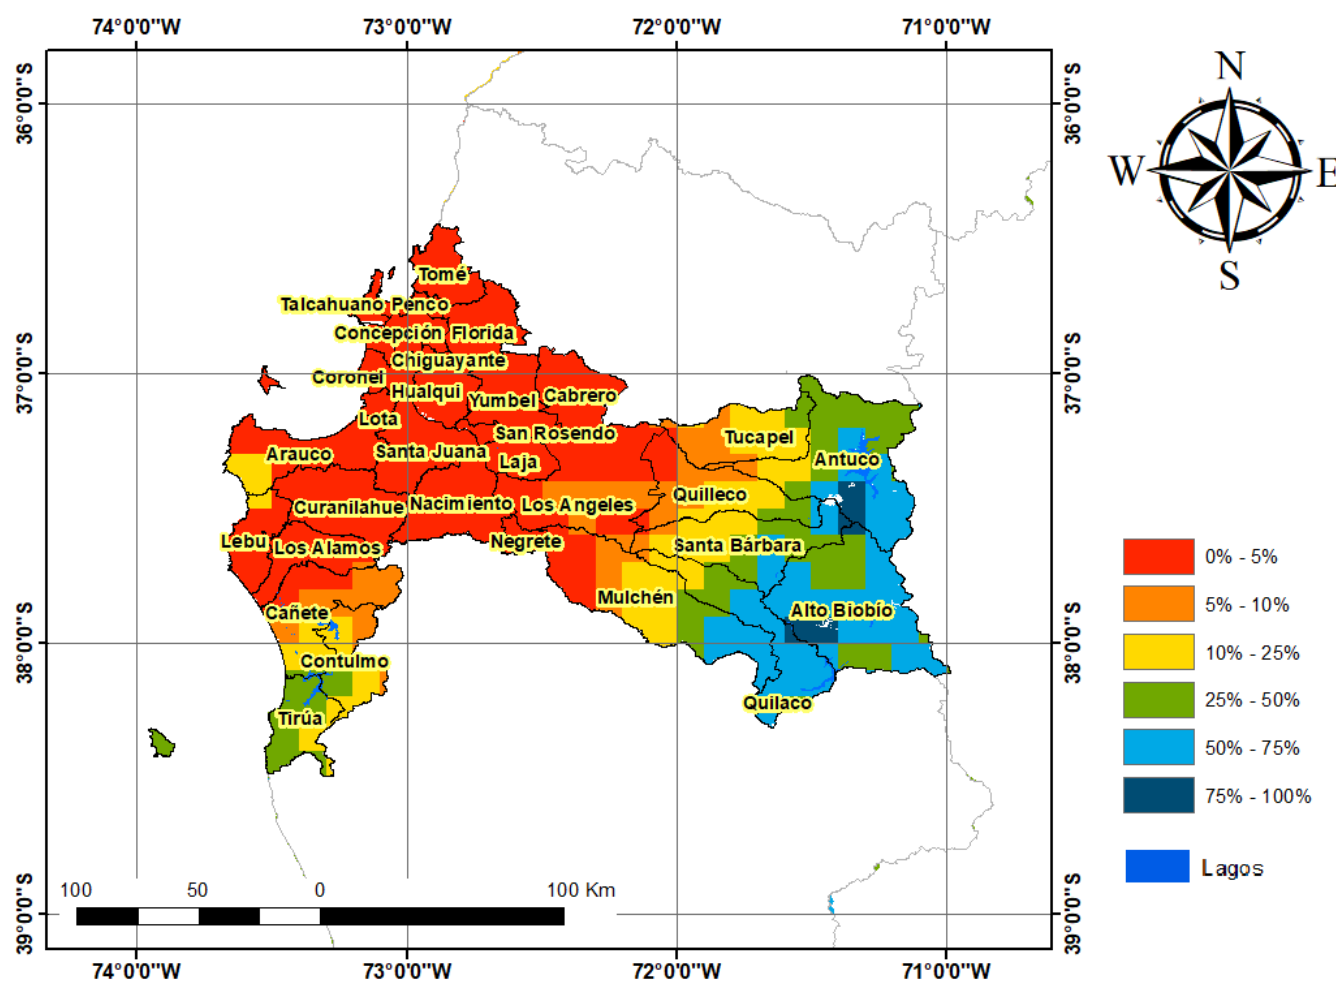 74°0'0"W 73°0'0"W 72°0'0"W 71°0'0"W
36°0'0"S 36°0'0"S
37°0'0"S 37°0'0"S
38°0'0"S 38°0'0"S
39°0'0"S 39°0'0"S
N
W E
S
Tomé
Talcahuano Penco
Concepción Florida
Chiguayante
Coronel
Hualqui
Yumbel Cabrero
Lota
San Rosendo
Tucapel
Arauco Santa Juana
Laja
Antuco
Quilleco
Curanilahue Nacimiento Los Angeles
Lebu Los Alamos
Negrete
Santa Bárbara
Mulchén
Cañete
Alto Biobío
Contulmo
Quilaco
Tirúa
0% - 5%
5% - 10%
10% - 25%
25% - 50%
50% - 75%
75% - 100%
Lagos
100 50 0 100 Km
74°0'0"W 73°0'0"W 72°0'0"W 71°0'0"W